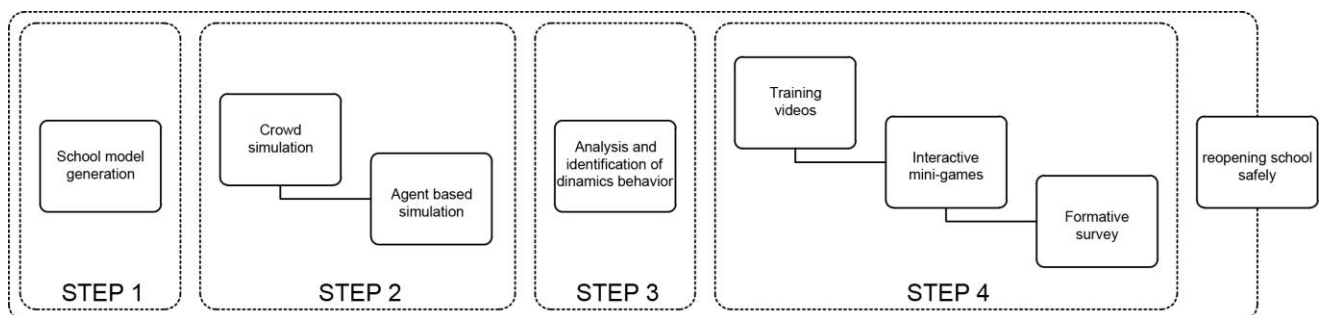 School model
generation
STEP 1
Crowd
simulation
Agent based
simulation
STEP 2
Analysis and
identification of
dinamics behavior
STEP 3
Training
videos
Interactive
mini-games
Formative
survey
STEP 4
reopening school
safely